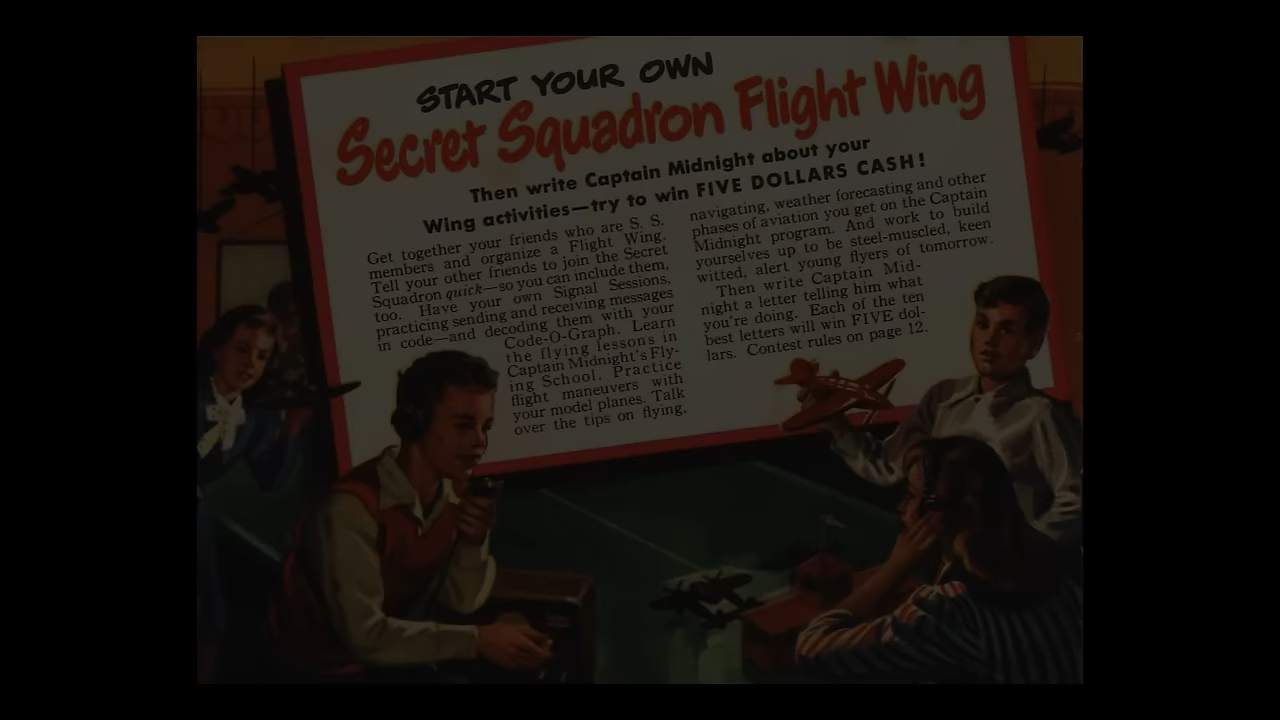 START YOUR OWN
Secret Squadron Flight Wing
Then write Captain Midnight about your
Wing activities—try to win FIVE DOLLARS CASH!
Get together your friends who are S. S.
members and organize a Flight Wing.
Tell your other friends to join the Secret
Squadron quick—so you can include them,
too. Have your own Signal Sessions,
practicing sending and receiving messages
in code—and decoding them with your
Code-O-Graph. Learn
the flying lessons in
Captain Midnight's Fly-
ing School. Practice
flight maneuvers with
your model planes. Talk
over the tips on flying,
navigating, weather forecasting and other
phases of aviation you get on the Captain
Midnight program. And work to build
yourselves up to be steel-muscled, keen
witted, alert young flyers of tomorrow.
Then write Captain Mid-
night a letter telling him what
you're doing. Each of the ten
best letters will win FIVE dol-
lars. Contest rules on page 12.